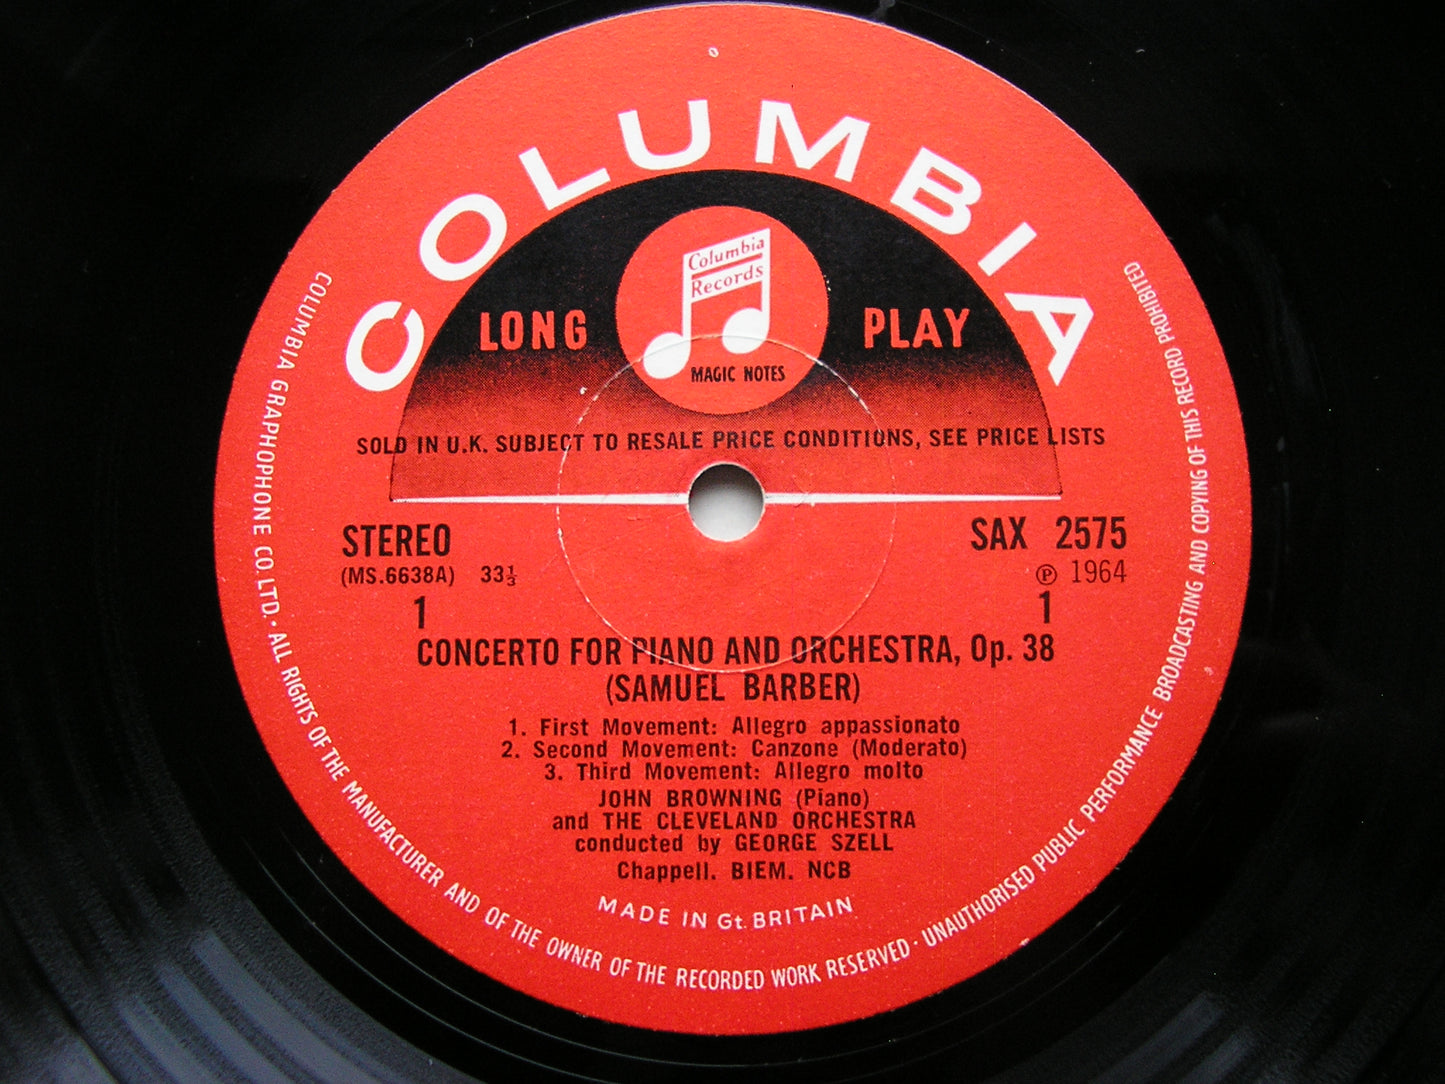 COLUMBIA
Columbia
Records
LONG PLAY
MAGIC NOTES
SOLD IN U.K. SUBJECT TO RESALE PRICE CONDITIONS, SEE PRICE LISTS
STEREO SAX 2575
(MS.6638A) 33⅓ ℗ 1964
1 1
CONCERTO FOR PIANO AND ORCHESTRA, Op. 38
(SAMUEL BARBER)
1. First Movement: Allegro appassionato
2. Second Movement: Canzone (Moderato)
3. Third Movement: Allegro molto
JOHN BROWNING (Piano)
and THE CLEVELAND ORCHESTRA
conducted by GEORGE SZELL
Chappell. BIEM. NCB
MADE IN Gt. BRITAIN
COLUMBIA GRAPHOPHONE CO. LTD. · ALL RIGHTS OF THE MANUFACTURER AND OF THE OWNER OF THE RECORDED WORK RESERVED · UNAUTHORISED PUBLIC PERFORMANCE BROADCASTING AND COPYING OF THIS RECORD PROHIBITED